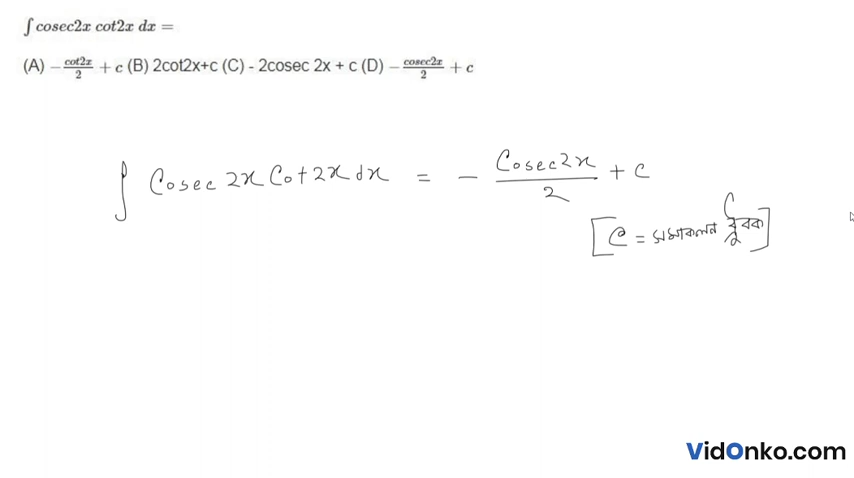 ∫ cosec2x cot2x dx =
(A) − cot2x/2 + c (B) 2cot2x+c (C) - 2cosec 2x + c (D) − cosec2x/2 + c
∫ Cosec 2x Cot 2x dx = − Cosec2x/2 + c
[C = সমাকলন ধ্রুবক]
VidOnko.com